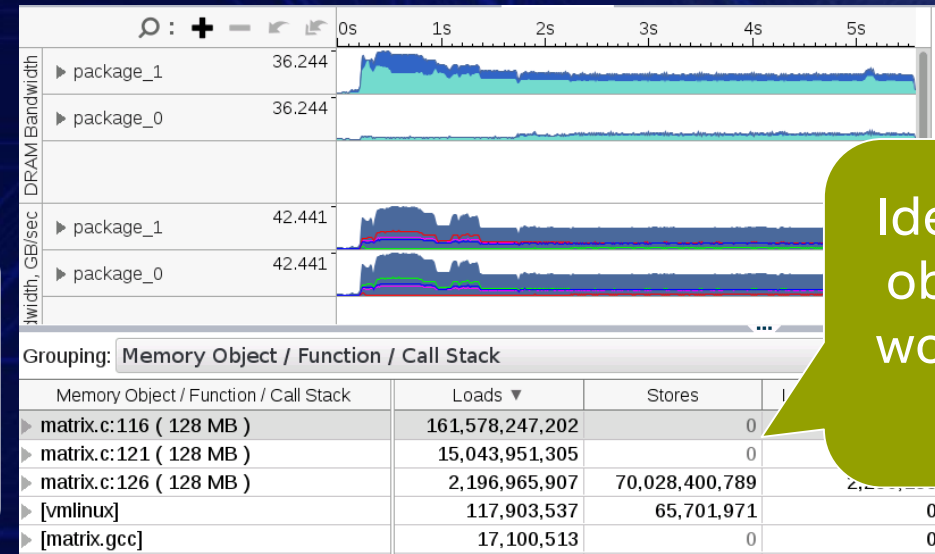 0s 1s 2s 3s 4s 5s
DRAM Bandwidth
package_1 36.244
package_0 36.244
GB/sec
package_1 42.441
package_0 42.441
Grouping: Memory Object / Function / Call Stack
Memory Object / Function / Call Stack Loads ▼ Stores
matrix.c:116 ( 128 MB ) 161,578,247,202 0
matrix.c:121 ( 128 MB ) 15,043,951,305 0
matrix.c:126 ( 128 MB ) 2,196,965,907 70,028,400,789
[vmlinux] 117,903,537 65,701,971 0
[matrix.gcc] 17,100,513 0 0